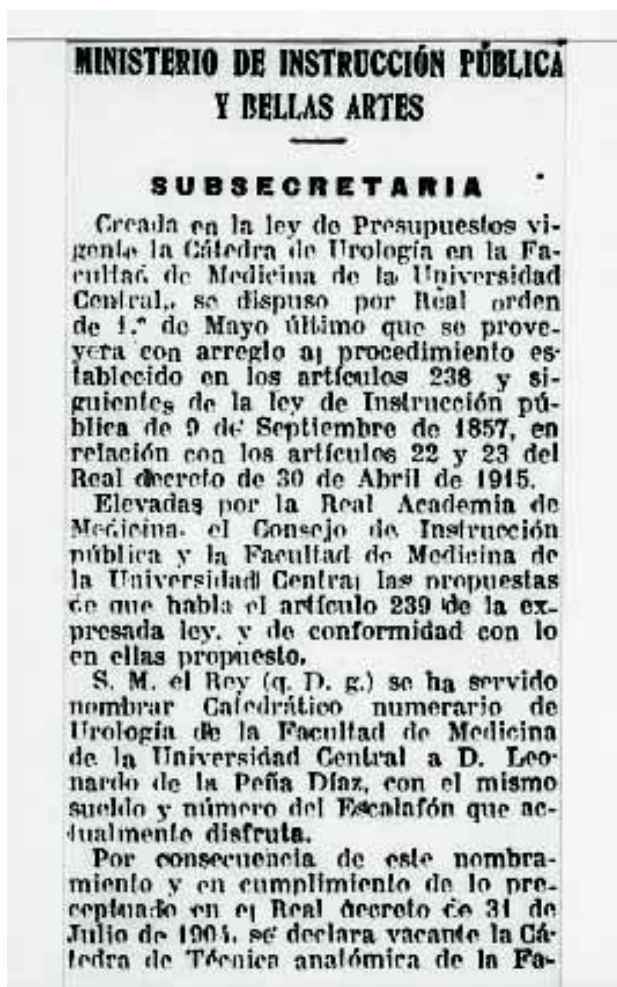 MINISTERIO DE INSTRUCCIÓN PÚBLICA
Y BELLAS ARTES
SUBSECRETARIA
Creada en la ley de Presupuestos vi-
gente la Cátedra de Urología en la Fa-
cultad de Medicina de la Universidad
Central, se dispuso por Real orden
de 1.º de Mayo último que se prove-
yera con arreglo al procedimiento es-
tablecido en los artículos 238 y si-
guientes de la ley de Instrucción pú-
blica de 9 de Septiembre de 1857, en
relación con los artículos 22 y 23 del
Real decreto de 30 de Abril de 1915.
Elevadas por la Real Academia de
Medicina, el Consejo de Instrucción
pública y la Facultad de Medicina de
la Universidad Central las propuestas
de que habla el artículo 239 de la ex-
presada ley, y de conformidad con lo
en ellas propuesto,
S. M. el Rey (q. D. g.) se ha servido
nombrar Catedrático numerario de
Urología de la Facultad de Medicina
de la Universidad Central a D. Leo-
nardo de la Peña Díaz, con el mismo
sueldo y número del Escalafón que ac-
tualmente disfruta.
Por consecuencia de este nombra-
miento y en cumplimiento de lo pre-
ceptuado en el Real decreto de 31 de
Julio de 1904, se declara vacante la Cá-
tedra de Técnica anatómica de la Fa-